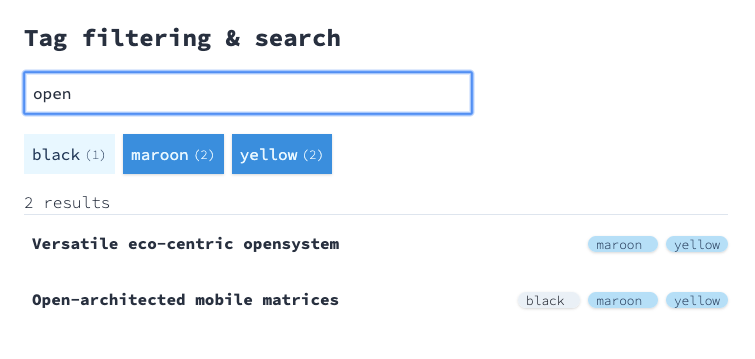 Tag filtering & search
open
black (1) maroon (2) yellow (2)
2 results
Versatile eco-centric opensystem maroon yellow
Open-architected mobile matrices black maroon yellow